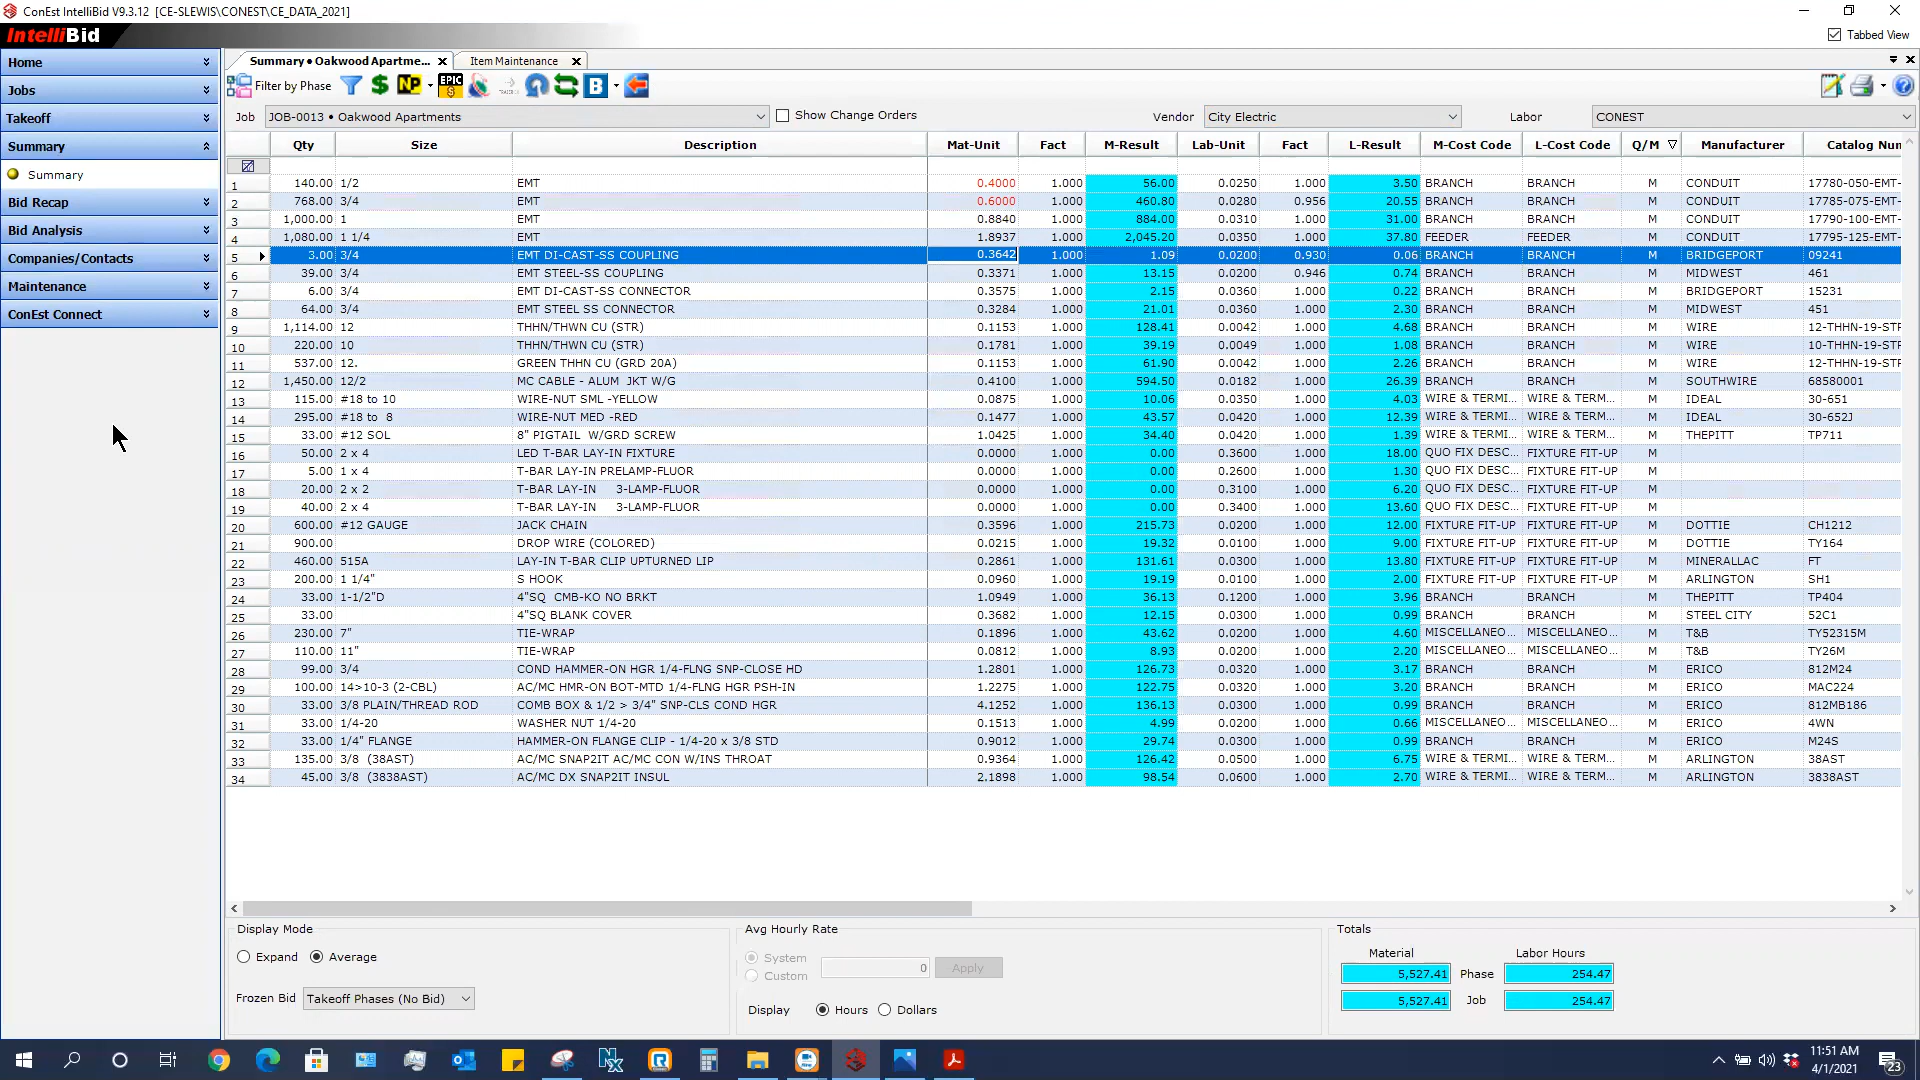 ConEst IntelliBid V9.3.12 [CE-SLEWIS\CONEST\CE_DATA_2021]
IntelliBid
Tabbed View
Home
Jobs
Takeoff
Summary
Summary
Bid Recap
Bid Analysis
Companies/Contacts
Maintenance
ConEst Connect
Summary • Oakwood Apartme... Item Maintenance
Filter by Phase $ NP EPIC $ B
Job JOB-0013 • Oakwood Apartments Show Change Orders Vendor City Electric Labor CONEST
Qty Size Description Mat-Unit Fact M-Result Lab-Unit Fact L-Result M-Cost Code L-Cost Code Q/M Manufacturer Catalog Num
1 140.00 1/2 EMT 0.4000 1.000 56.00 0.0250 1.000 3.50 BRANCH BRANCH M CONDUIT 17780-050-EMT-
2 768.00 3/4 EMT 0.6000 1.000 460.80 0.0280 0.956 20.55 BRANCH BRANCH M CONDUIT 17785-075-EMT-
3 1,000.00 1 EMT 0.8840 1.000 884.00 0.0310 1.000 31.00 BRANCH BRANCH M CONDUIT 17790-100-EMT-
4 1,080.00 1 1/4 EMT 1.8937 1.000 2,045.20 0.0350 1.000 37.80 FEEDER FEEDER M CONDUIT 17795-125-EMT-
5 3.00 3/4 EMT DI-CAST-SS COUPLING 0.3642 1.000 1.09 0.0200 0.930 0.06 BRANCH BRANCH M BRIDGEPORT 09241
6 39.00 3/4 EMT STEEL-SS COUPLING 0.3371 1.000 13.15 0.0200 0.946 0.74 BRANCH BRANCH M MIDWEST 461
7 6.00 3/4 EMT DI-CAST-SS CONNECTOR 0.3575 1.000 2.15 0.0360 1.000 0.22 BRANCH BRANCH M BRIDGEPORT 15231
8 64.00 3/4 EMT STEEL SS CONNECTOR 0.3284 1.000 21.01 0.0360 1.000 2.30 BRANCH BRANCH M MIDWEST 451
9 1,114.00 12 THHN/THWN CU (STR) 0.1153 1.000 128.41 0.0042 1.000 4.68 BRANCH BRANCH M WIRE 12-THHN-19-STF
10 220.00 10 THHN/THWN CU (STR) 0.1781 1.000 39.19 0.0049 1.000 1.08 BRANCH BRANCH M WIRE 10-THHN-19-STF
11 537.00 12. GREEN THHN CU (GRD 20A) 0.1153 1.000 61.90 0.0042 1.000 2.26 BRANCH BRANCH M WIRE 12-THHN-19-STF
12 1,450.00 12/2 MC CABLE - ALUM JKT W/G 0.4100 1.000 594.50 0.0182 1.000 26.39 BRANCH BRANCH M SOUTHWIRE 68580001
13 115.00 #18 to 10 WIRE-NUT SML -YELLOW 0.0875 1.000 10.06 0.0350 1.000 4.03 WIRE & TERMI... WIRE & TERM... M IDEAL 30-651
14 295.00 #18 to 8 WIRE-NUT MED -RED 0.1477 1.000 43.57 0.0420 1.000 12.39 WIRE & TERMI... WIRE & TERM... M IDEAL 30-652J
15 33.00 #12 SOL 8" PIGTAIL W/GRD SCREW 1.0425 1.000 34.40 0.0420 1.000 1.39 WIRE & TERMI... WIRE & TERM... M THEPITT TP711
16 50.00 2 x 4 LED T-BAR LAY-IN FIXTURE 0.0000 1.000 0.00 0.3600 1.000 18.00 QUO FIX DESC... FIXTURE FIT-UP M
17 5.00 1 x 4 T-BAR LAY-IN PRELAMP-FLUOR 0.0000 1.000 0.00 0.2600 1.000 1.30 QUO FIX DESC... FIXTURE FIT-UP M
18 20.00 2 x 2 T-BAR LAY-IN 3-LAMP-FLUOR 0.0000 1.000 0.00 0.3100 1.000 6.20 QUO FIX DESC... FIXTURE FIT-UP M
19 40.00 2 x 4 T-BAR LAY-IN 3-LAMP-FLUOR 0.0000 1.000 0.00 0.3400 1.000 13.60 QUO FIX DESC... FIXTURE FIT-UP M
20 600.00 #12 GAUGE JACK CHAIN 0.3596 1.000 215.73 0.0200 1.000 12.00 FIXTURE FIT-UP FIXTURE FIT-UP M DOTTIE CH1212
21 900.00 DROP WIRE (COLORED) 0.0215 1.000 19.32 0.0100 1.000 9.00 FIXTURE FIT-UP FIXTURE FIT-UP M DOTTIE TY164
22 460.00 515A LAY-IN T-BAR CLIP UPTURNED LIP 0.2861 1.000 131.61 0.0300 1.000 13.80 FIXTURE FIT-UP FIXTURE FIT-UP M MINERALLAC FT
23 200.00 1 1/4" S HOOK 0.0960 1.000 19.19 0.0100 1.000 2.00 FIXTURE FIT-UP FIXTURE FIT-UP M ARLINGTON SH1
24 33.00 1-1/2"D 4"SQ CMB-KO NO BRKT 1.0949 1.000 36.13 0.1200 1.000 3.96 BRANCH BRANCH M THEPITT TP404
25 33.00 4"SQ BLANK COVER 0.3682 1.000 12.15 0.0300 1.000 0.99 BRANCH BRANCH M STEEL CITY 52C1
26 230.00 7" TIE-WRAP 0.1896 1.000 43.62 0.0200 1.000 4.60 MISCELLANEO... MISCELLANEO... M T&B TY52315M
27 110.00 11" TIE-WRAP 0.0812 1.000 8.93 0.0200 1.000 2.20 MISCELLANEO... MISCELLANEO... M T&B TY26M
28 99.00 3/4 COND HAMMER-ON HGR 1/4-FLNG SNP-CLOSE HD 1.2801 1.000 126.73 0.0320 1.000 3.17 BRANCH BRANCH M ERICO 812M24
29 100.00 14>10-3 (2-CBL) AC/MC HMR-ON BOT-MTD 1/4-FLNG HGR PSH-IN 1.2275 1.000 122.75 0.0320 1.000 3.20 BRANCH BRANCH M ERICO MAC224
30 33.00 3/8 PLAIN/THREAD ROD COMB BOX & 1/2 > 3/4" SNP-CLS COND HGR 4.1252 1.000 136.13 0.0300 1.000 0.99 BRANCH BRANCH M ERICO 812MB186
31 33.00 1/4-20 WASHER NUT 1/4-20 0.1513 1.000 4.99 0.0200 1.000 0.66 MISCELLANEO... MISCELLANEO... M ERICO 4WN
32 33.00 1/4" FLANGE HAMMER-ON FLANGE CLIP - 1/4-20 x 3/8 STD 0.9012 1.000 29.74 0.0300 1.000 0.99 BRANCH BRANCH M ERICO M24S
33 135.00 3/8 (38AST) AC/MC SNAP2IT AC/MC CON W/INS THROAT 0.9364 1.000 126.42 0.0500 1.000 6.75 WIRE & TERMI... WIRE & TERM... M ARLINGTON 38AST
34 45.00 3/8 (3838AST) AC/MC DX SNAP2IT INSUL 2.1898 1.000 98.54 0.0600 1.000 2.70 WIRE & TERMI... WIRE & TERM... M ARLINGTON 3838AST
Display Mode Avg Hourly Rate Totals
Expand Average System 0 Apply Material Labor Hours
Custom 5,527.41 Phase 254.47
Frozen Bid Takeoff Phases (No Bid) 5,527.41 Job 254.47
Display Hours Dollars
11:51 AM
4/1/2021
23